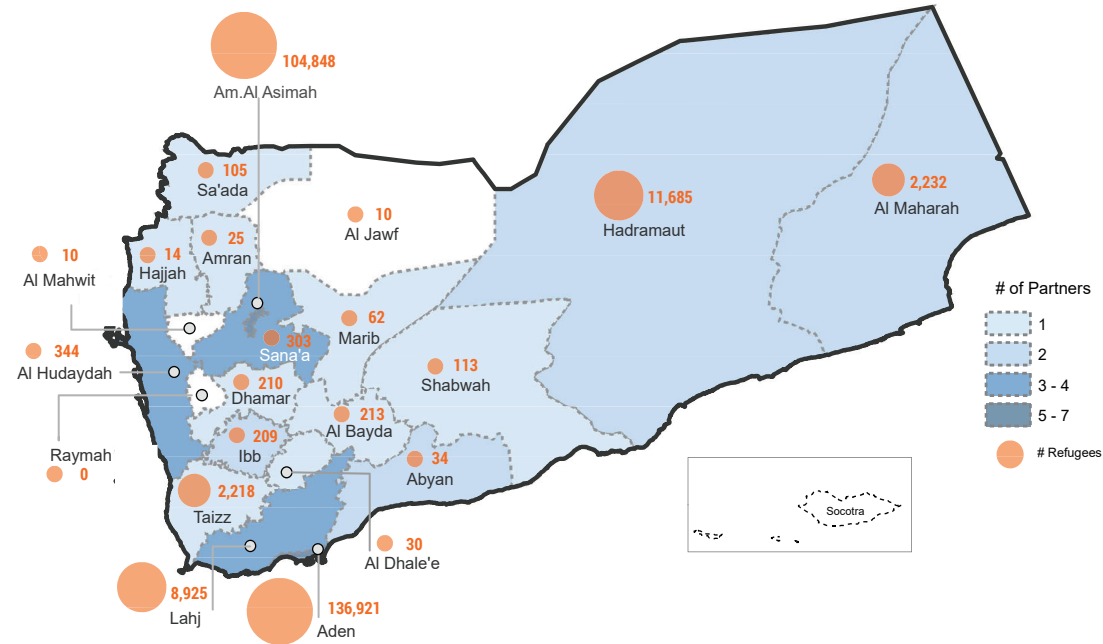 104,848
Am.Al Asimah
105
Sa'ada
10
Al Jawf
11,685
Hadramaut
2,232
Al Maharah
25
Amran
14
Hajjah
10
Al Mahwit
62
Marib
303
Sana'a
344
Al Hudaydah
113
Shabwah
210
Dhamar
213
Al Bayda
209
Ibb
34
Abyan
Raymah
0
2,218
Taizz
30
Al Dhale'e
8,925
Lahj
136,921
Aden
# of Partners
1
2
3 - 4
5 - 7
# Refugees
Socotra